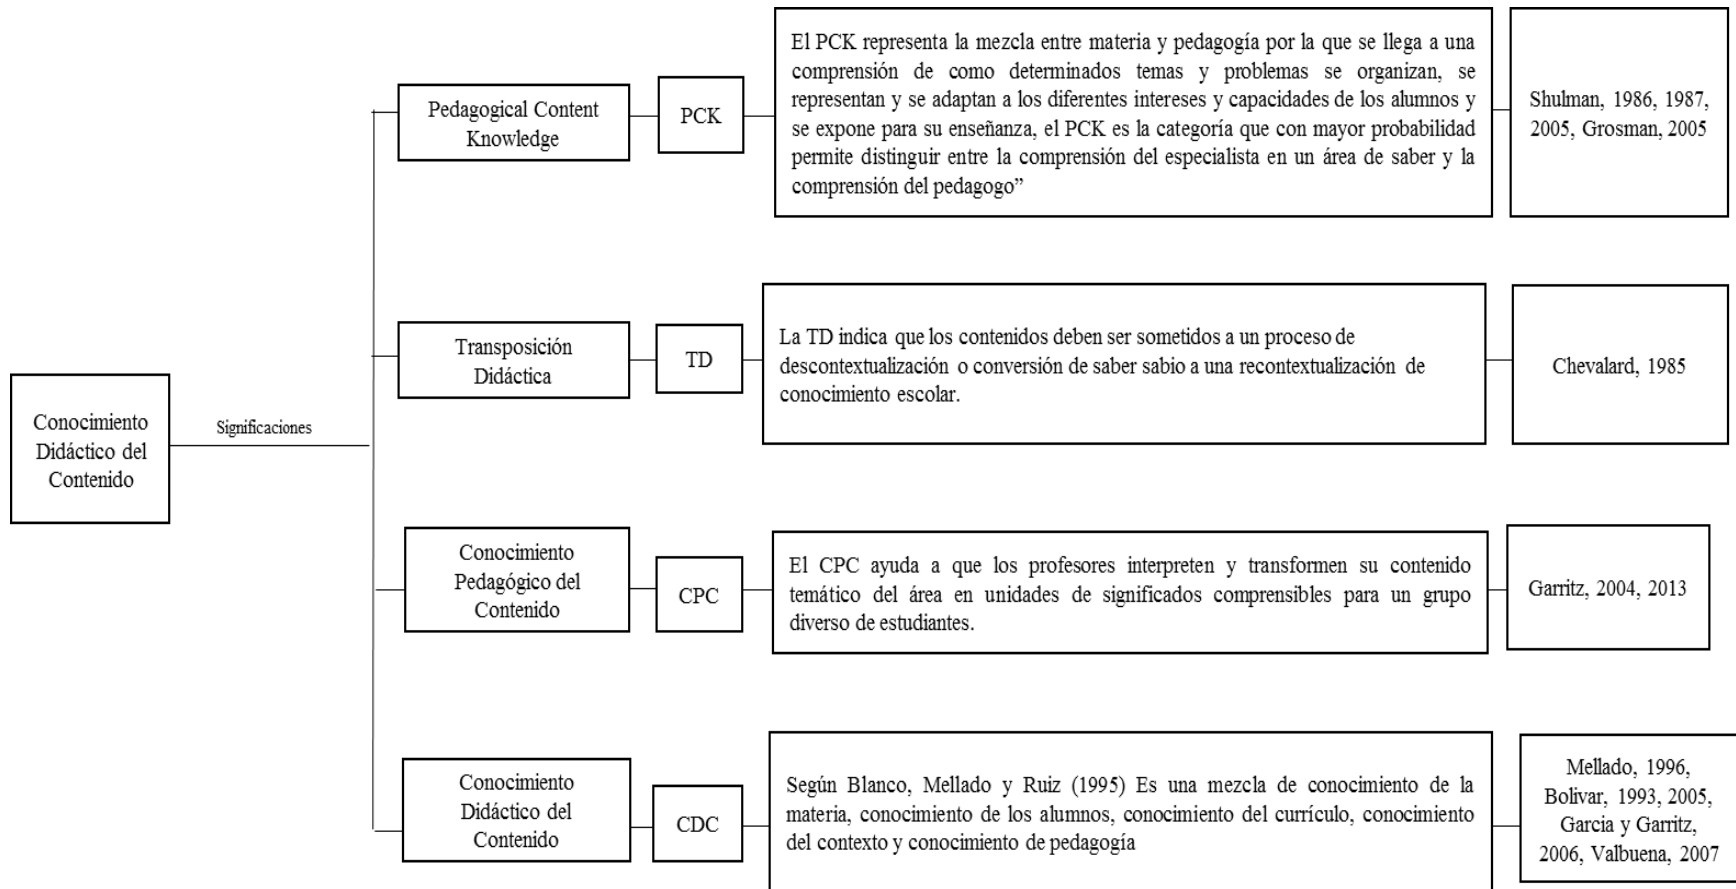 Conocimiento
Didáctico del
Contenido
Significaciones
Pedagogical Content
Knowledge
PCK
El PCK representa la mezcla entre materia y pedagogía por la que se llega a una
comprensión de como determinados temas y problemas se organizan, se
representan y se adaptan a los diferentes intereses y capacidades de los alumnos y
se expone para su enseñanza, el PCK es la categoría que con mayor probabilidad
permite distinguir entre la comprensión del especialista en un área de saber y la
comprensión del pedagogo”
Shulman, 1986, 1987,
2005, Grosman, 2005
Transposición
Didáctica
TD
La TD indica que los contenidos deben ser sometidos a un proceso de
descontextualización o conversión de saber sabio a una recontextualización de
conocimiento escolar.
Chevalard, 1985
Conocimiento
Pedagógico del
Contenido
CPC
El CPC ayuda a que los profesores interpreten y transformen su contenido
temático del área en unidades de significados comprensibles para un grupo
diverso de estudiantes.
Garritz, 2004, 2013
Conocimiento
Didáctico del
Contenido
CDC
Según Blanco, Mellado y Ruiz (1995) Es una mezcla de conocimiento de la
materia, conocimiento de los alumnos, conocimiento del currículo, conocimiento
del contexto y conocimiento de pedagogía
Mellado, 1996,
Bolivar, 1993, 2005,
Garcia y Garritz,
2006, Valbuena, 2007